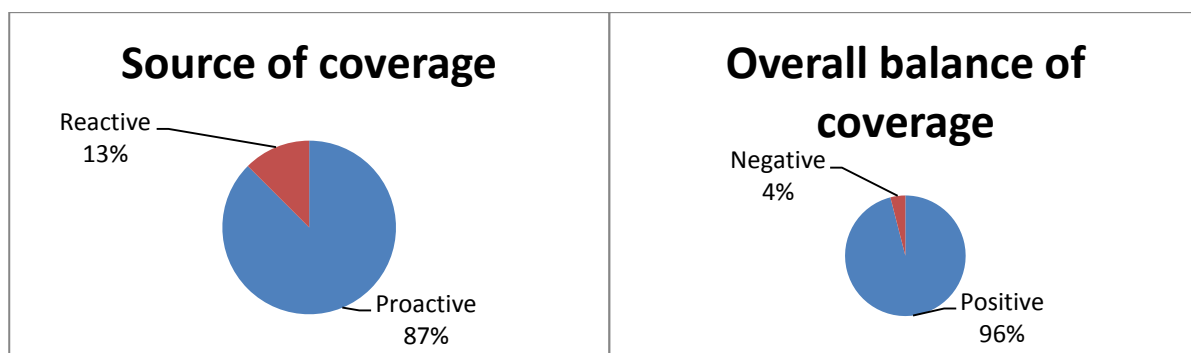 Source of coverage
Reactive
13%
Proactive
87%
Overall balance of
coverage
Negative
4%
Positive
96%